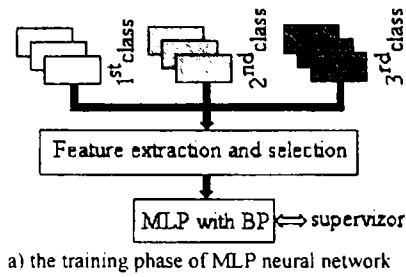 1st class
2nd class
3rd class
Feature extraction and selection
MLP with BP
supervizor
a) the training phase of MLP neural network